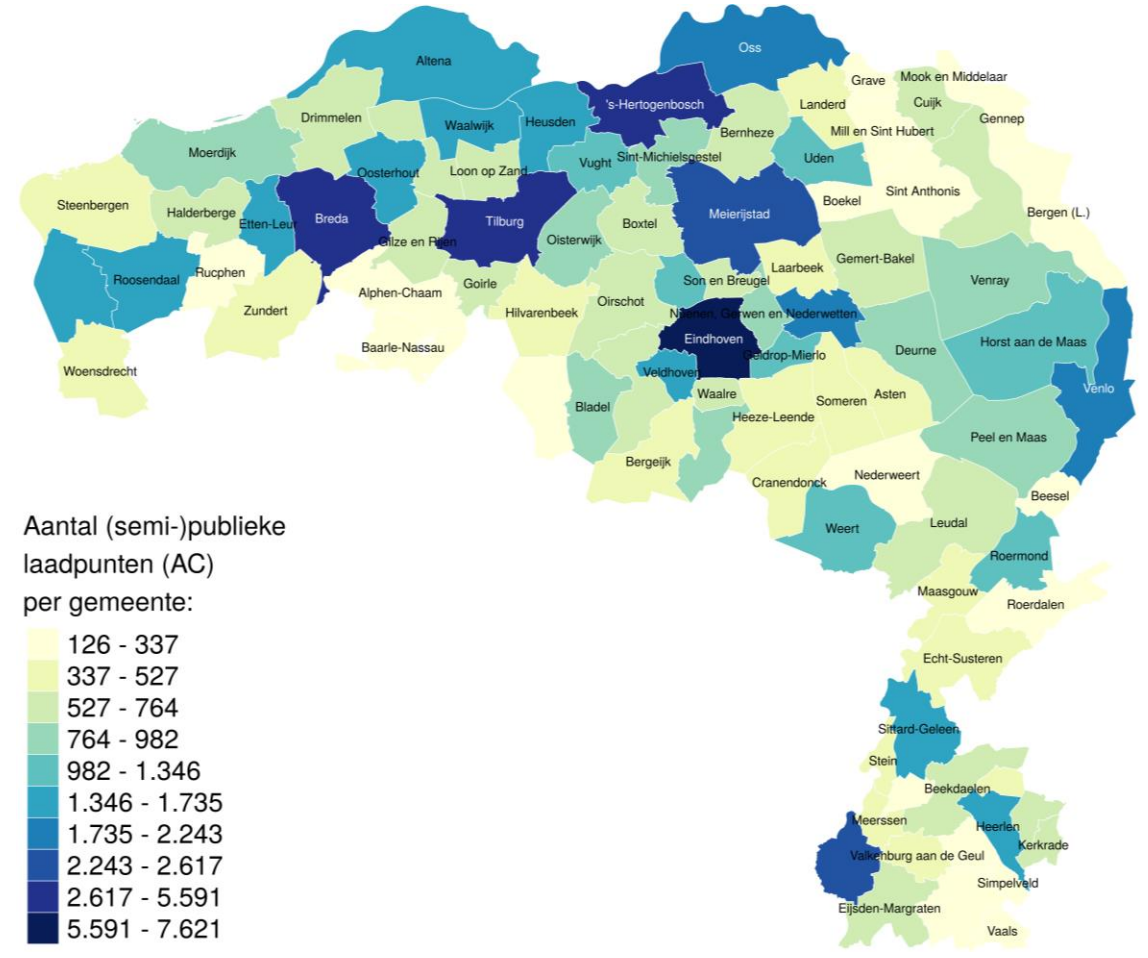 Oss
Altena
Grave
Mook en Middelaar
's-Hertogenbosch
Landerd
Cuijk
Drimmelen
Gennep
Waalwijk
Heusden
Bernheze
Mill en Sint Hubert
Moerdijk
Vught
Sint-Michielsgestel
Uden
Oosterhout
Loon op Zand
Sint Anthonis
Steenbergen
Halderberge
Boekel
Breda
Tilburg
Meierijstad
Bergen (L.)
Etten-Leur
Boxtel
Gilze en Rijen
Oisterwijk
Gemert-Bakel
Roosendaal
Rucphen
Laarbeek
Son en Breugel
Venray
Goirle
Alphen-Chaam
Oirschot
Zundert
Hilvarenbeek
Nuenen, Gerwen en Nederwetten
Eindhoven
Horst aan de Maas
Baarle-Nassau
Geldrop-Mierlo
Deurne
Woensdrecht
Veldhoven
Venlo
Waalre
Asten
Someren
Bladel
Heeze-Leende
Peel en Maas
Bergeijk
Nederweert
Cranendonck
Beesel
Leudal
Weert
Roermond
Maasgouw
Roerdalen
Echt-Susteren
Sittard-Geleen
Stein
Beekdaelen
Meerssen
Heerlen
Kerkrade
Valkenburg aan de Geul
Simpelveld
Eijsden-Margraten
Vaals
Aantal (semi-)publieke
laadpunten (AC)
per gemeente:
126 - 337
337 - 527
527 - 764
764 - 982
982 - 1.346
1.346 - 1.735
1.735 - 2.243
2.243 - 2.617
2.617 - 5.591
5.591 - 7.621